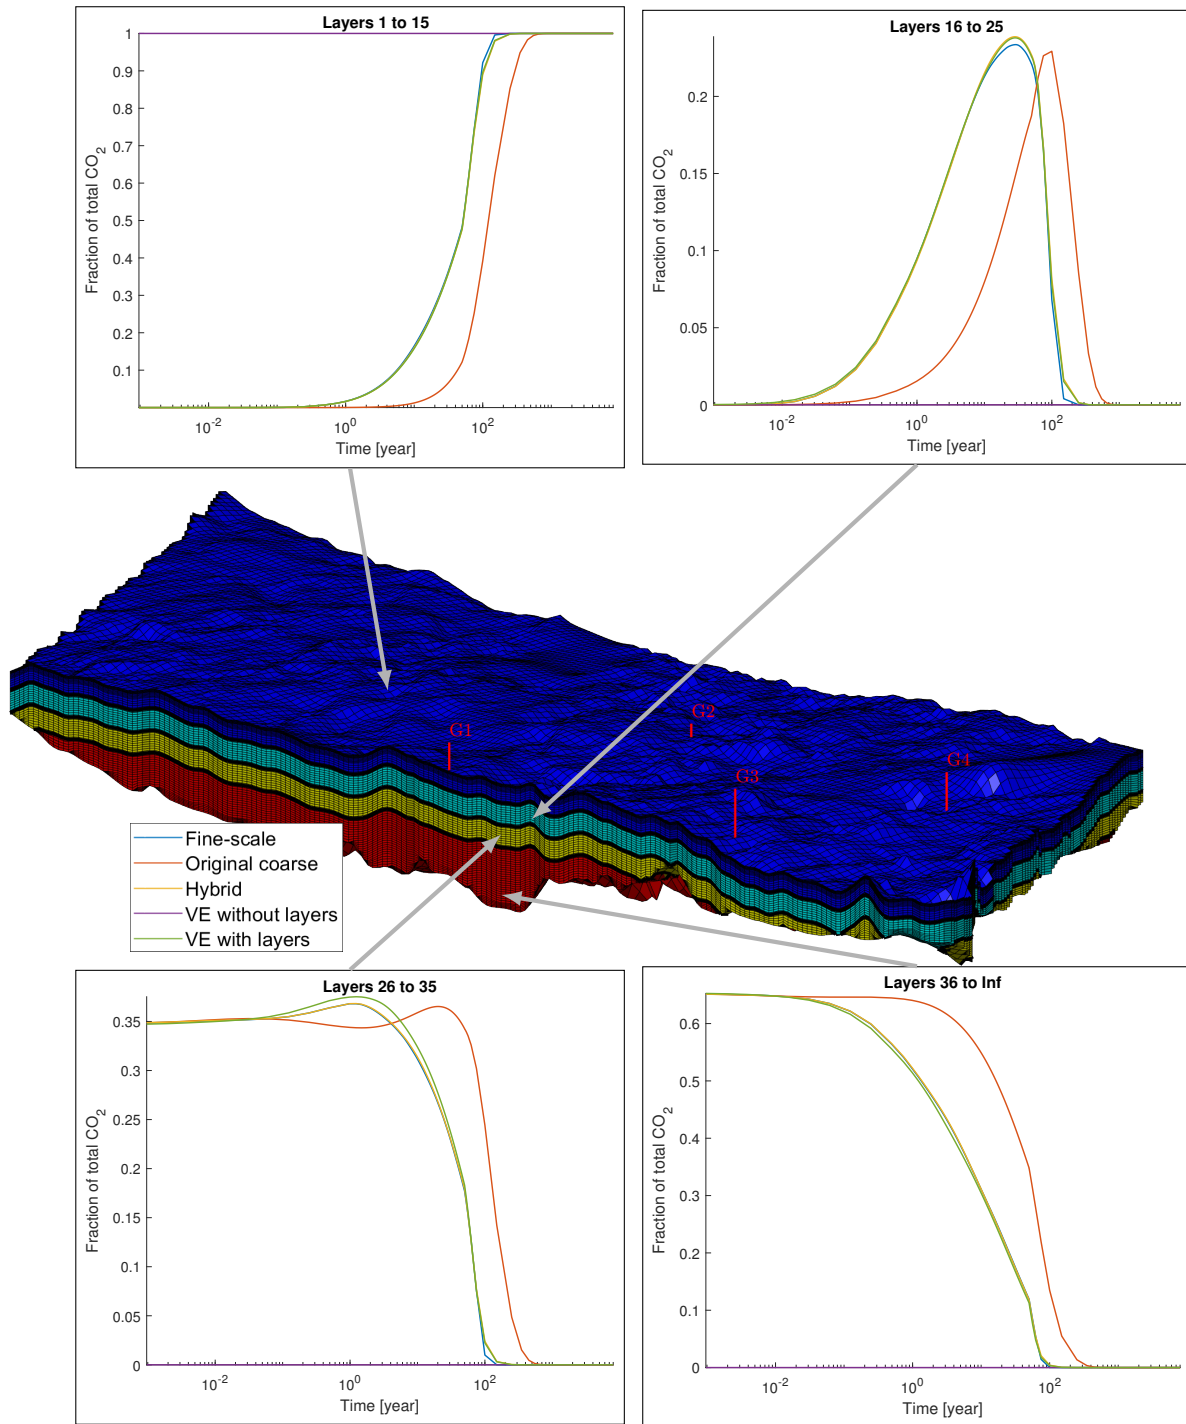 Layers 1 to 15
1
0.9
0.8
0.7
0.6
0.5
0.4
0.3
0.2
0.1
Fraction of total CO2
10^-2
10^0
10^2
Time [year]
Layers 16 to 25
0.2
0.15
0.1
0.05
0
Fraction of total CO2
10^-2
10^0
10^2
Time [year]
G1
G2
G3
G4
Fine-scale
Original coarse
Hybrid
VE without layers
VE with layers
Layers 26 to 35
0.35
0.3
0.25
0.2
0.15
0.1
0.05
0
Fraction of total CO2
10^-2
10^0
10^2
Time [year]
Layers 36 to Inf
0.6
0.5
0.4
0.3
0.2
0.1
0
Fraction of total CO2
10^-2
10^0
10^2
Time [year]